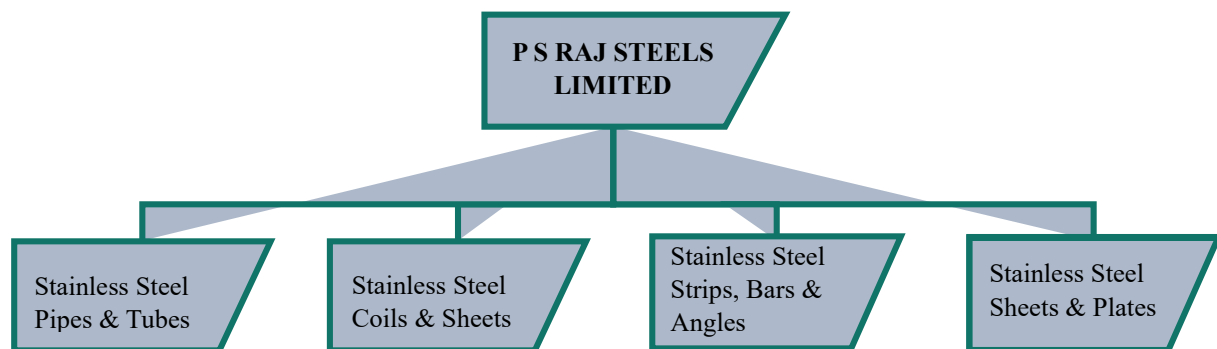 P S RAJ STEELS
LIMITED
Stainless Steel
Pipes & Tubes
Stainless Steel
Coils & Sheets
Stainless Steel
Strips, Bars &
Angles
Stainless Steel
Sheets & Plates